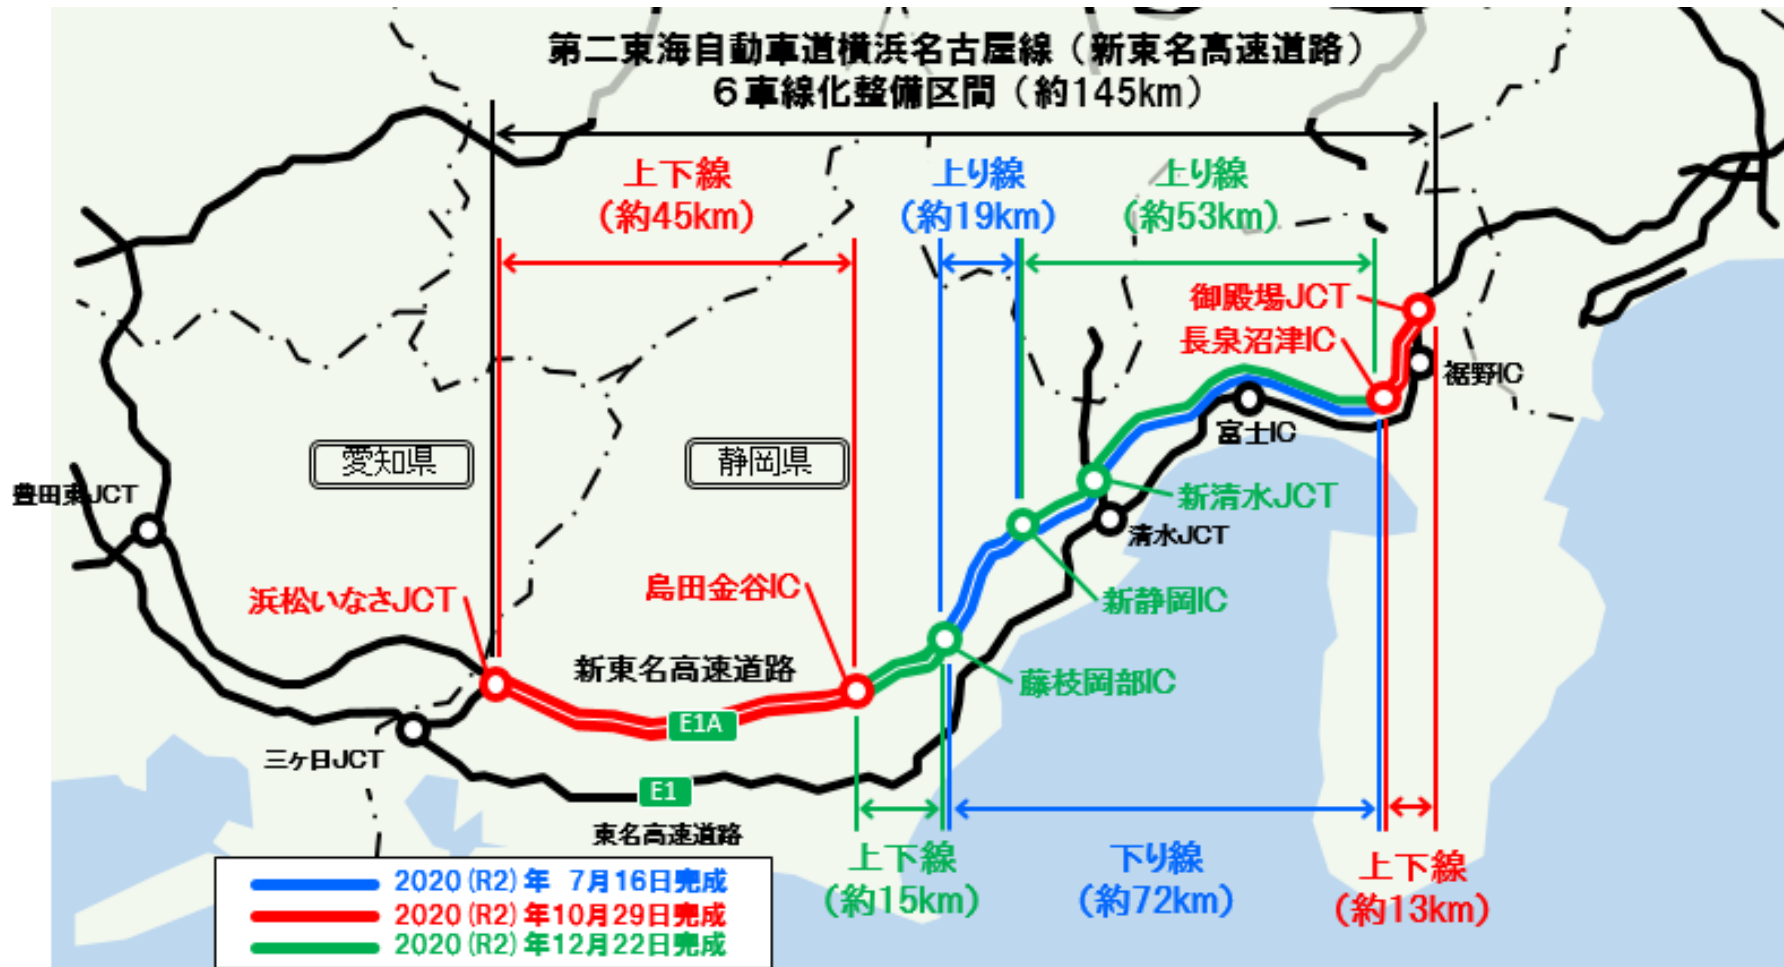 第二東海自動車道横浜名古屋線（新東名高速道路）
６車線化整備区間（約145km）
上下線
（約45km）
上り線
（約19km）
上り線
（約53km）
御殿場JCT
長泉沼津IC
裾野IC
富士IC
愛知県
静岡県
豊田東JCT
新清水JCT
清水JCT
浜松いなさJCT
島田金谷IC
新静岡IC
新東名高速道路
藤枝岡部IC
E1A
三ヶ日JCT
E1
東名高速道路
上下線
（約15km）
下り線
（約72km）
上下線
（約13km）
2020(R2)年 7月16日完成
2020(R2)年10月29日完成
2020(R2)年12月22日完成